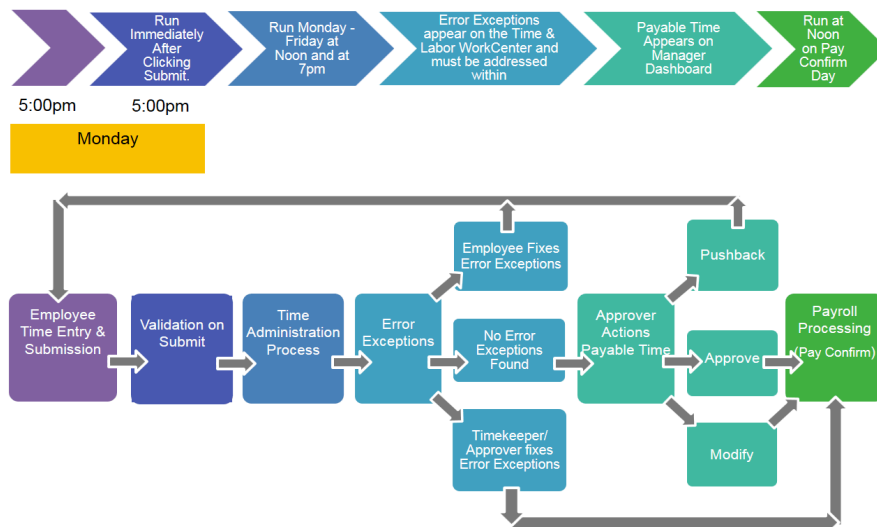 Run
Immediately
After
Clicking
Submit.
Run Monday -
Friday at
Noon and at
7pm
Error Exceptions
appear on the Time &
Labor WorkCenter and
must be addressed
within
Payable Time
Appears on
Manager
Dashboard
Run at
Noon
on Pay
Confirm
Day
5:00pm
5:00pm
Monday
Employee
Time Entry &
Submission
Validation on
Submit
Time
Administration
Process
Error
Exceptions
Employee Fixes
Error Exceptions
No Error
Exceptions
Found
Timekeeper/
Approver fixes
Error Exceptions
Approver
Actions
Payable Time
Pushback
Approve
Modify
Payroll
Processing
(Pay Confirm)